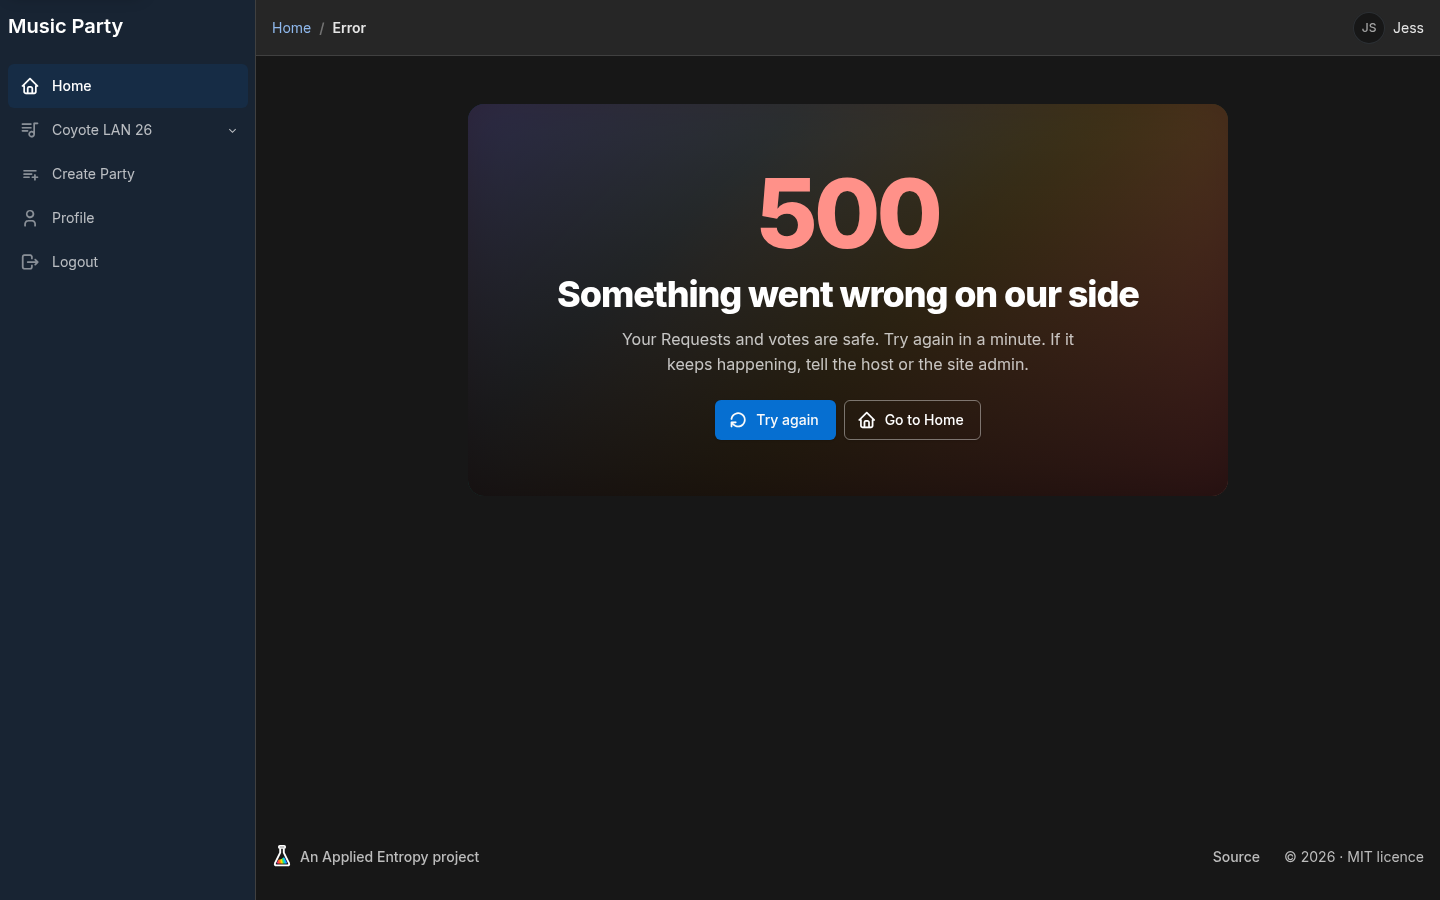 Music Party
Home
Coyote LAN 26
Create Party
Profile
Logout
Home / Error
JS Jess
500
Something went wrong on our side
Your Requests and votes are safe. Try again in a minute. If it
keeps happening, tell the host or the site admin.
Try again
Go to Home
An Applied Entropy project
Source
© 2026 · MIT licence